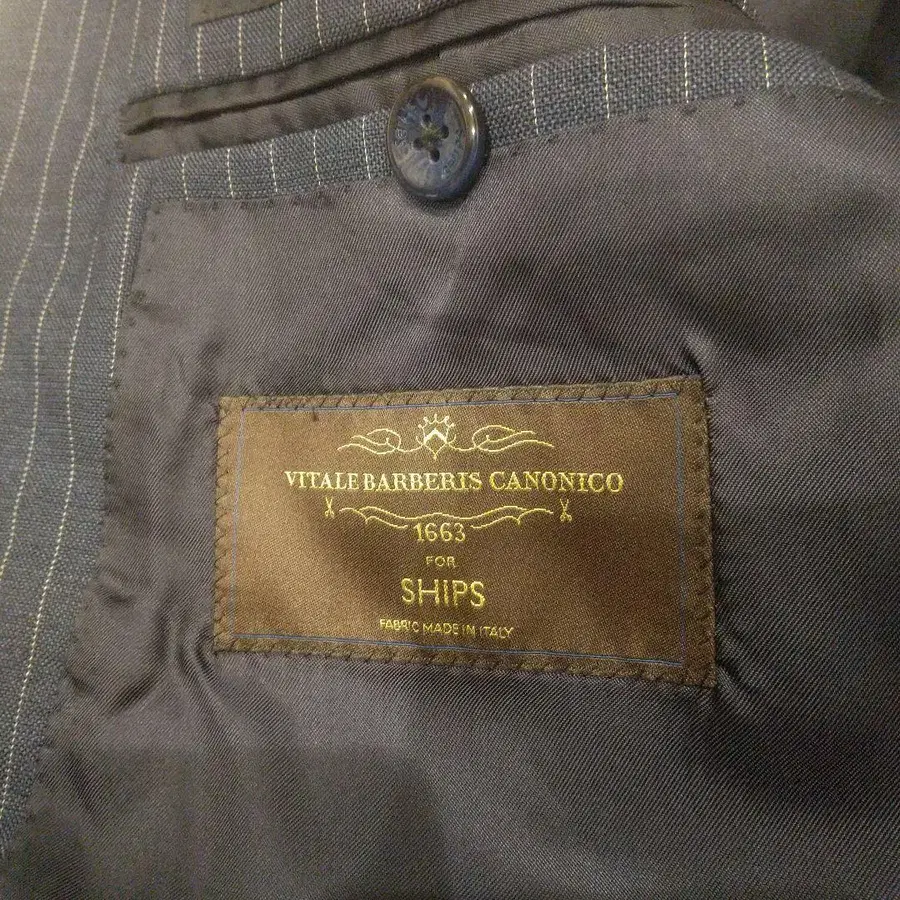 VITALE BARBERIS CANONICO
1663
FOR
SHIPS
FABRIC MADE IN ITALY